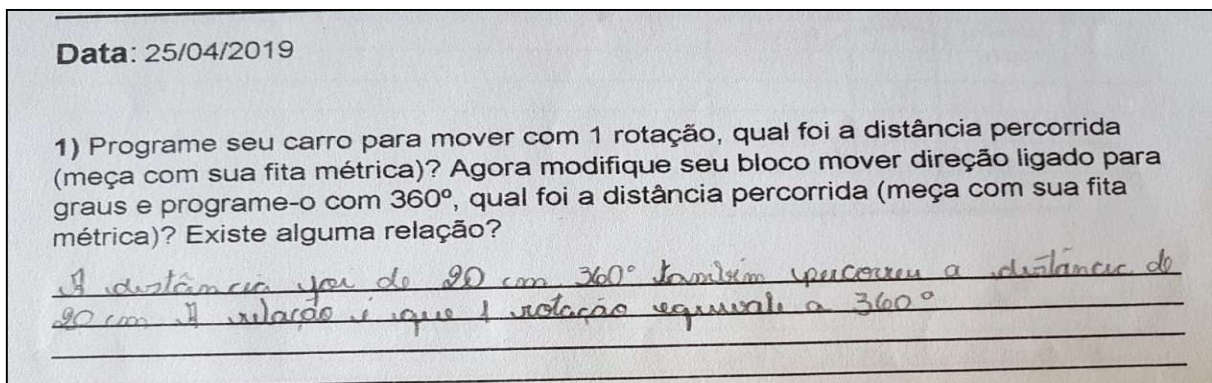 Data: 25/04/2019
1) Programe seu carro para mover com 1 rotação, qual foi a distância percorrida
(meça com sua fita métrica)? Agora modifique seu bloco mover direção ligado para
graus e programe-o com 360º, qual foi a distância percorrida (meça com sua fita
métrica)? Existe alguma relação?
A distância foi de 20 cm 360° também percorreu a distância de
20 cm A relação é que 1 rotação equivale a 360°